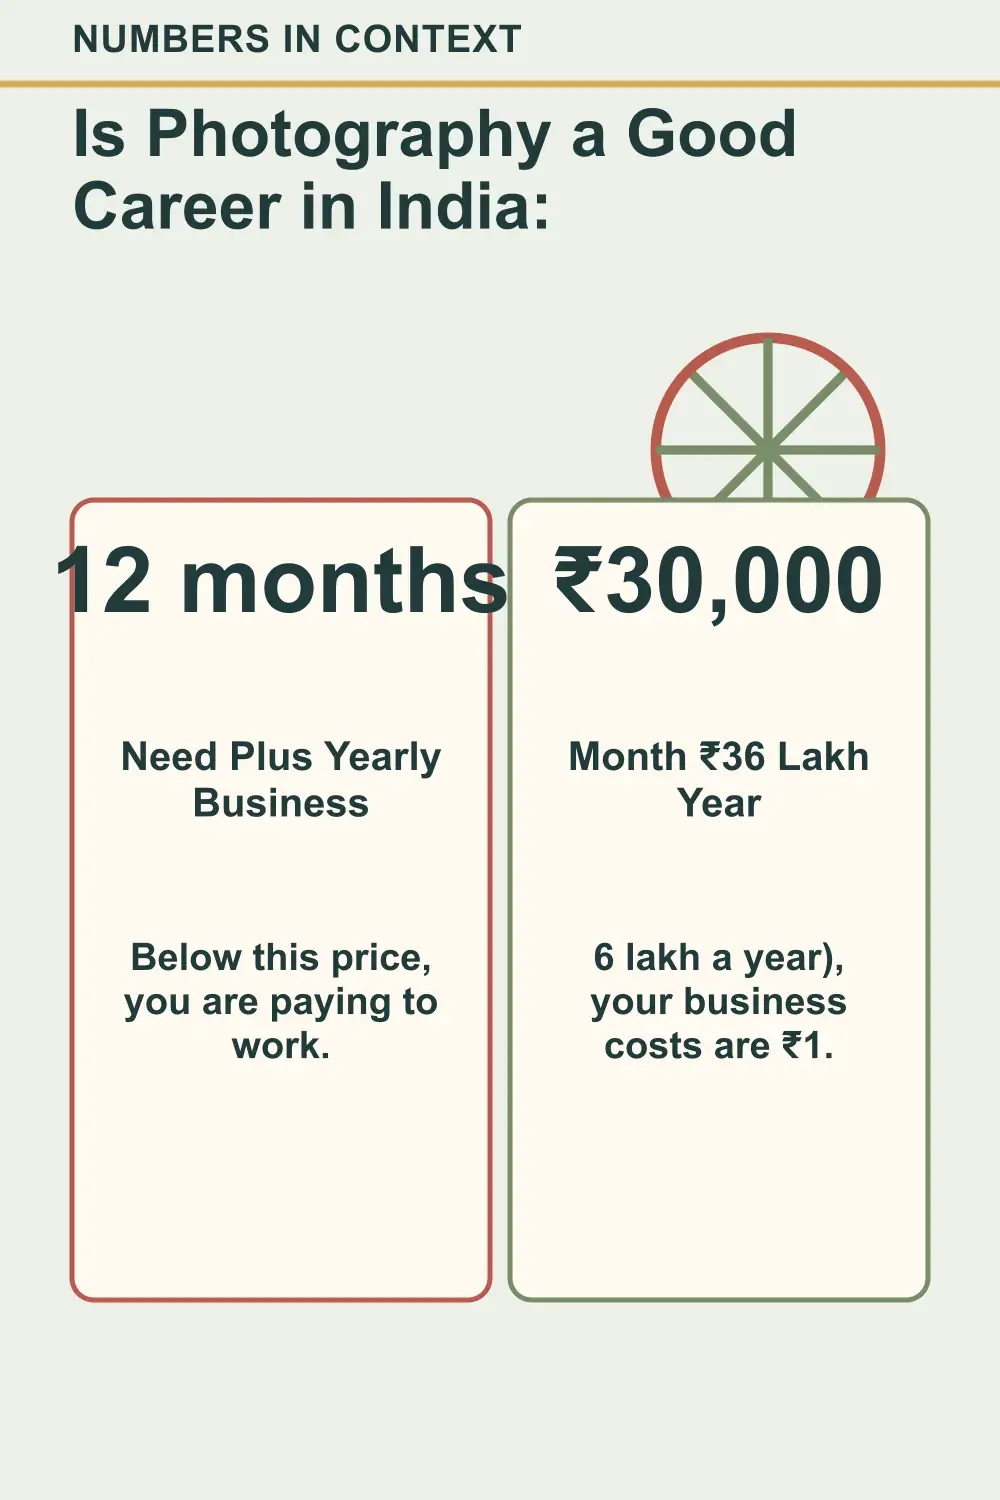 NUMBERS IN CONTEXT
Is Photography a Good
Career in India:
12 months
Need Plus Yearly
Business
Below this price,
you are paying to
work.
₹30,000
Month ₹36 Lakh
Year
6 lakh a year),
your business
costs are ₹1.